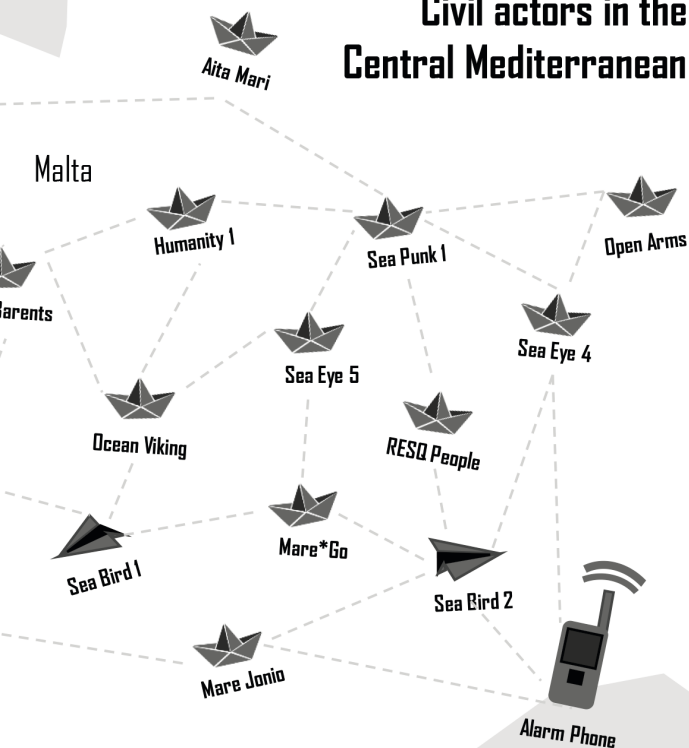 Civil actors in the
Central Mediterranean
Aita Mari
Malta
Humanity 1
Sea Punk 1
Open Arms
arents
Sea Eye 4
Sea Eye 5
Ocean Viking
RESQ People
Mare*Go
Sea Bird 1
Sea Bird 2
Mare Jonio
Alarm Phone